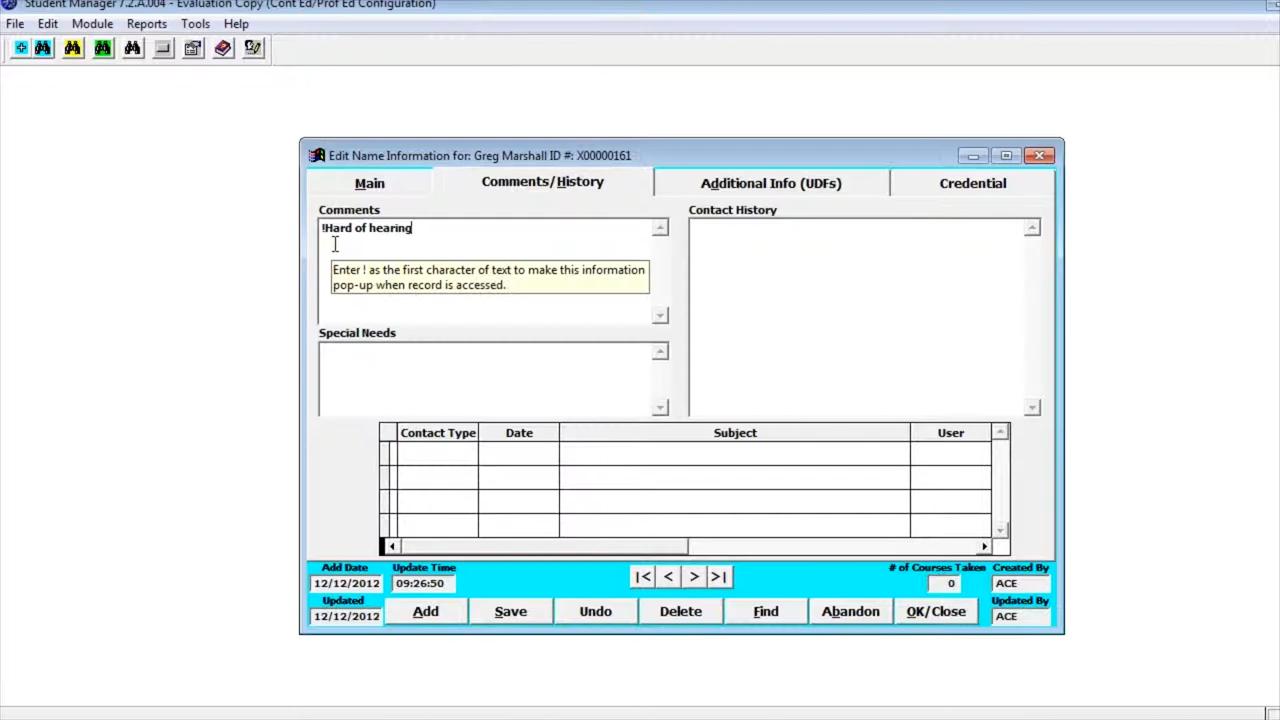 Student Manager 7.2.A.004 - Evaluation Copy (Cont Ed/Prof Ed Configuration)
File Edit Module Reports Tools Help
Edit Name Information for: Greg Marshall ID #: X00000161
Main Comments/History Additional Info (UDFs) Credential
Comments Contact History
!Hard of hearing
Enter ! as the first character of text to make this information
pop-up when record is accessed.
Special Needs
Contact Type Date Subject User
Add Date Update Time # of Courses Taken Created By
12/12/2012 09:26:50 |< < > >| 0 ACE
Updated Updated By
12/12/2012 Add Save Undo Delete Find Abandon OK/Close ACE